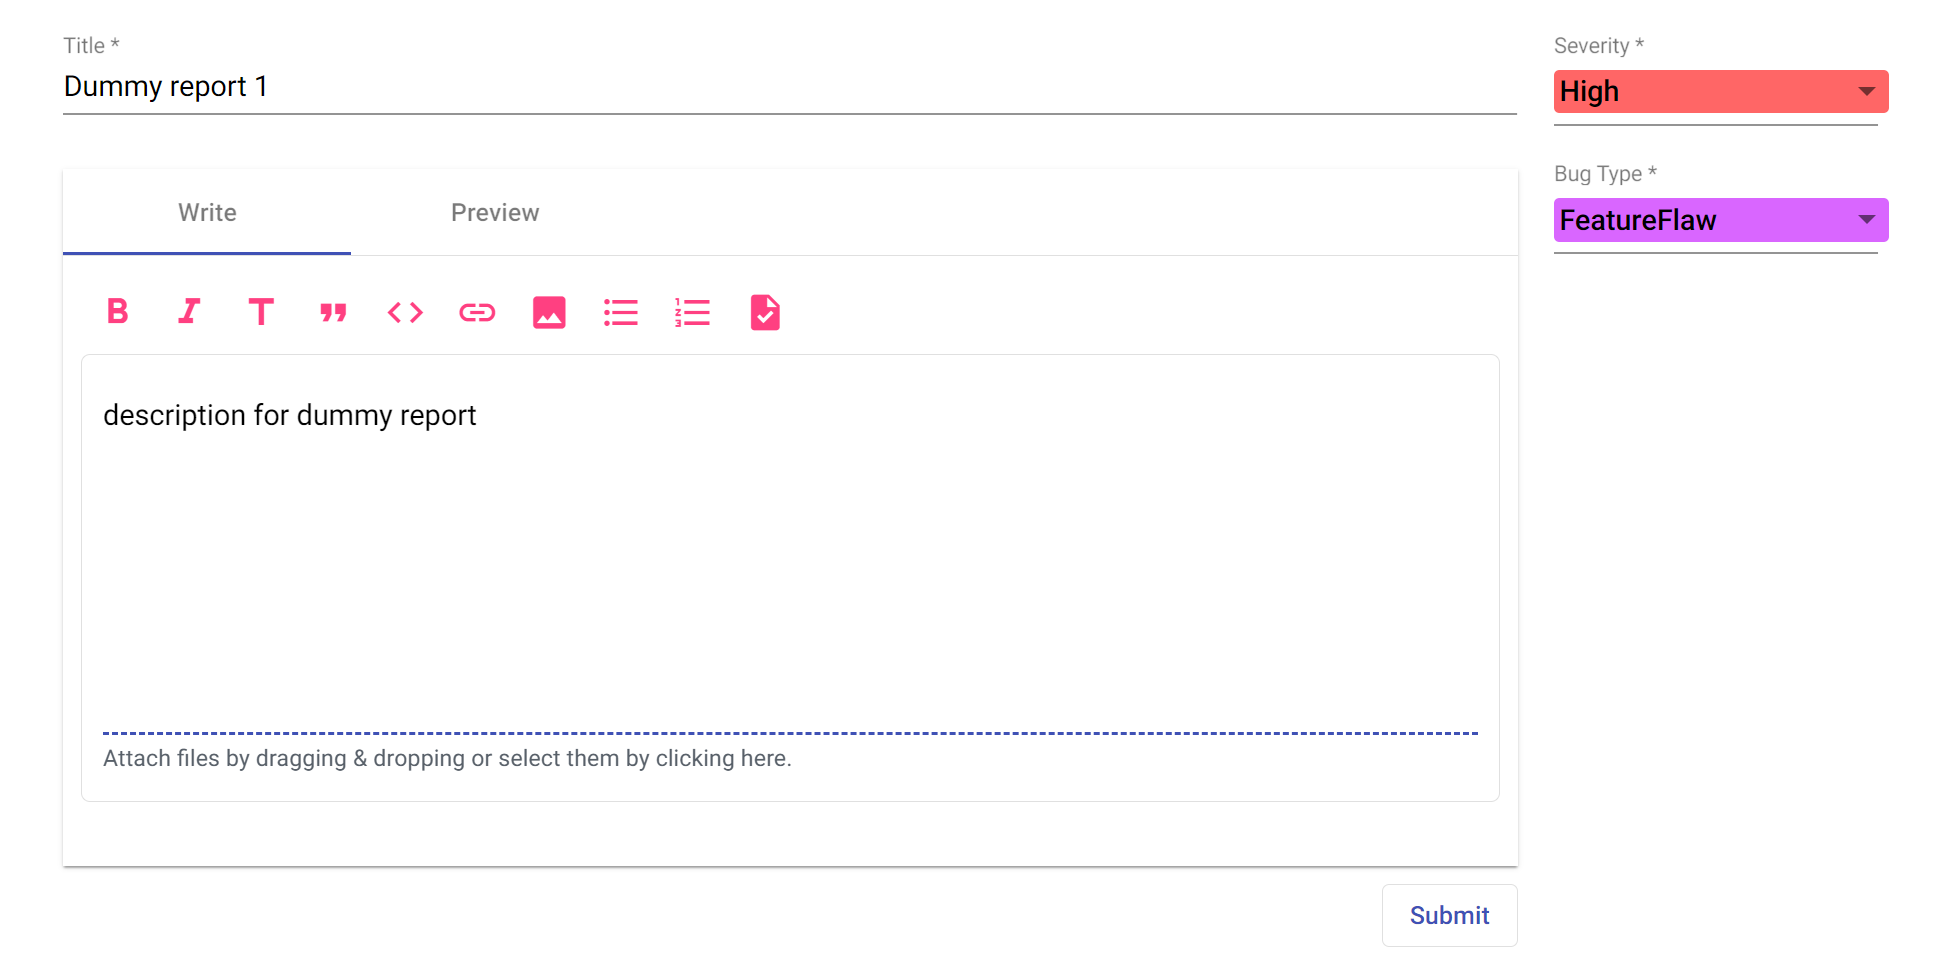 Title *
Dummy report 1
Severity *
High
Bug Type *
FeatureFlaw
Write
Preview
description for dummy report
Attach files by dragging & dropping or select them by clicking here.
Submit